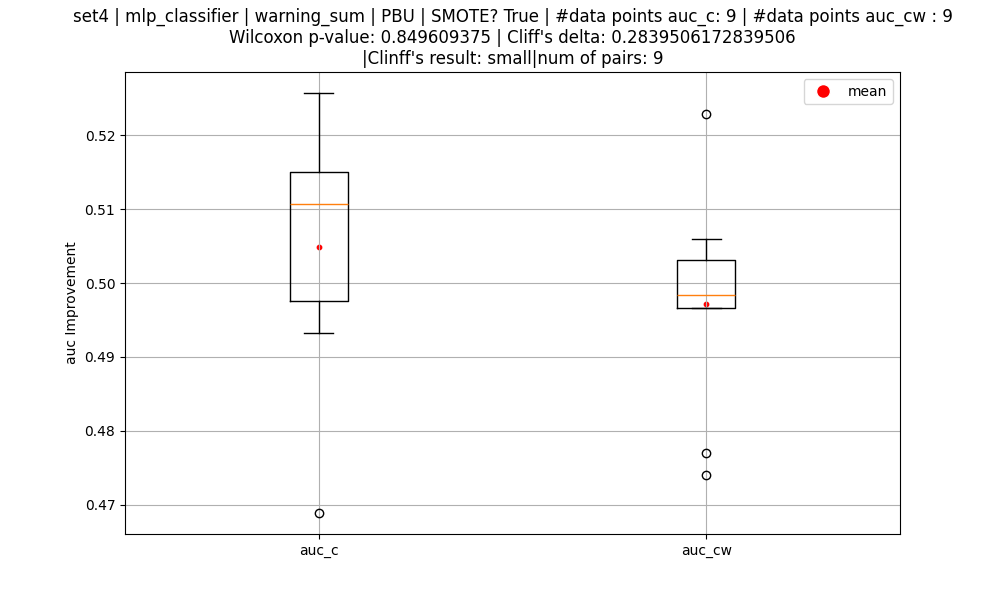 set4 | mlp_classifier | warning_sum | PBU | SMOTE? True | #data points auc_c: 9 | #data points auc_cw : 9
Wilcoxon p-value: 0.849609375 | Cliff's delta: 0.2839506172839506
|Clinff's result: small|num of pairs: 9
mean
0.52
0.51
0.50
0.49
0.48
0.47
auc Improvement
auc_c
auc_cw